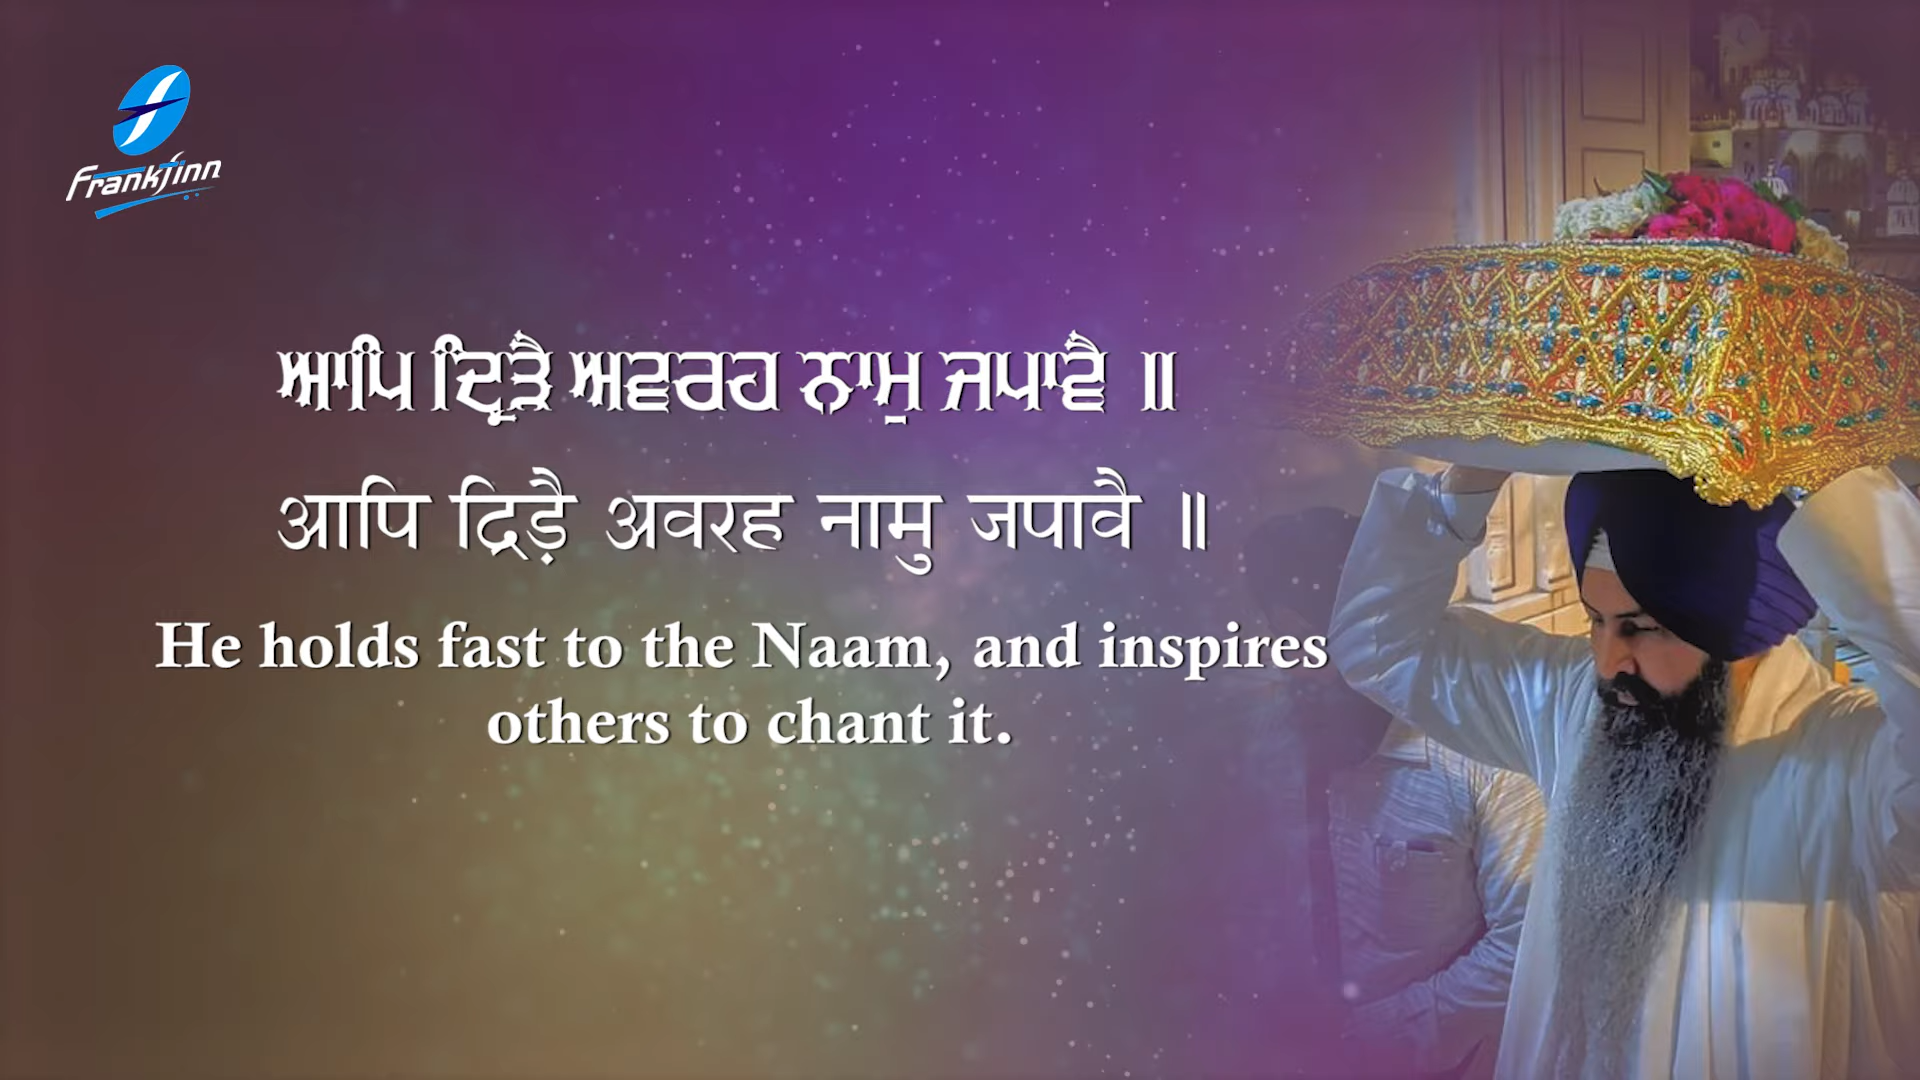 Frankfinn
ਆਪਿ ਦ੍ਰਿੜੈ ਅਵਰਹ ਨਾਮੁ ਜਪਾਵੈ ॥
आपि द्रिड़ै अवरह नामु जपावै ॥
He holds fast to the Naam, and inspires
others to chant it.